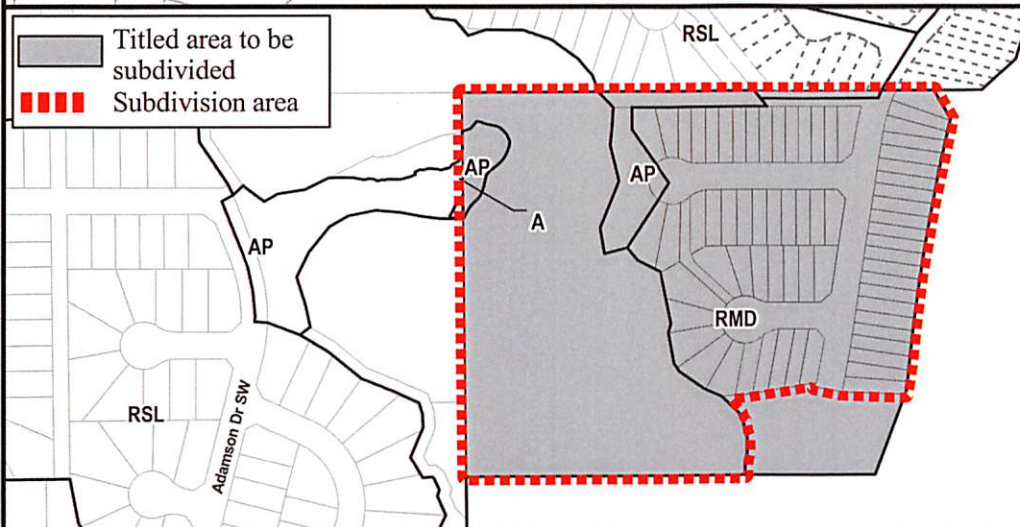 Titled area to be
subdivided
Subdivision area
RSL
AP
AP
A
AP
RMD
RSL
Adamson Dr SW